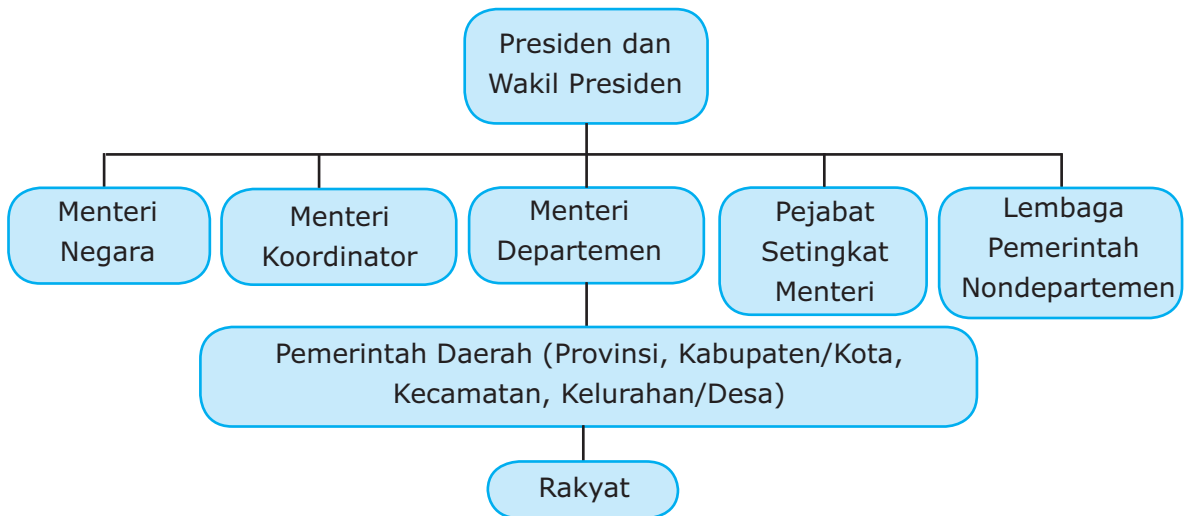 Presiden dan
Wakil Presiden
Menteri
Negara
Menteri
Koordinator
Menteri
Departemen
Pejabat
Setingkat
Menteri
Lembaga
Pemerintah
Nondepartemen
Pemerintah Daerah (Provinsi, Kabupaten/Kota,
Kecamatan, Kelurahan/Desa)
Rakyat